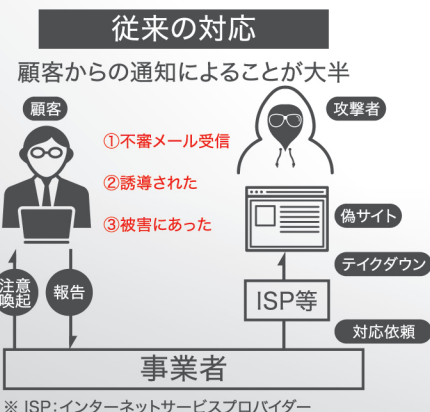 従来の対応
顧客からの通知によることが大半
顧客
攻撃者
①不審メール受信
②誘導された
③被害にあった
偽サイト
テイクダウン
注意
喚起
報告
ISP等
対応依頼
事業者
※ ISP:インターネットサービスプロバイダー